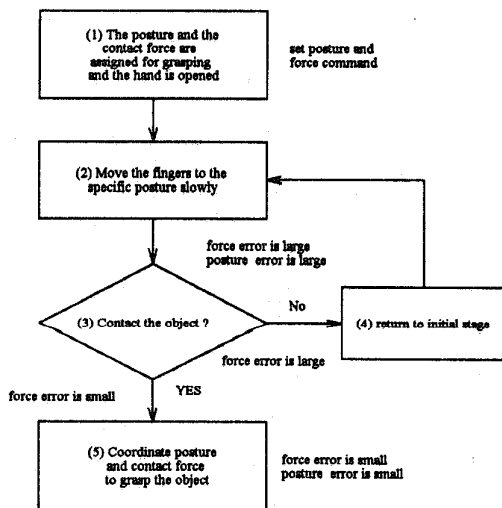 (1) The posture and the
contact force are
assigned for grasping
and the hand is opened
set posture and
force command
(2) Move the fingers to the
specific posture slowly
force error is large
posture error is large
(3) Contact the object ?
No
(4) return to initial stage
force error is large
YES
force error is small
(5) Coordinate posture
and contact force
to grasp the object
force error is small
posture error is small